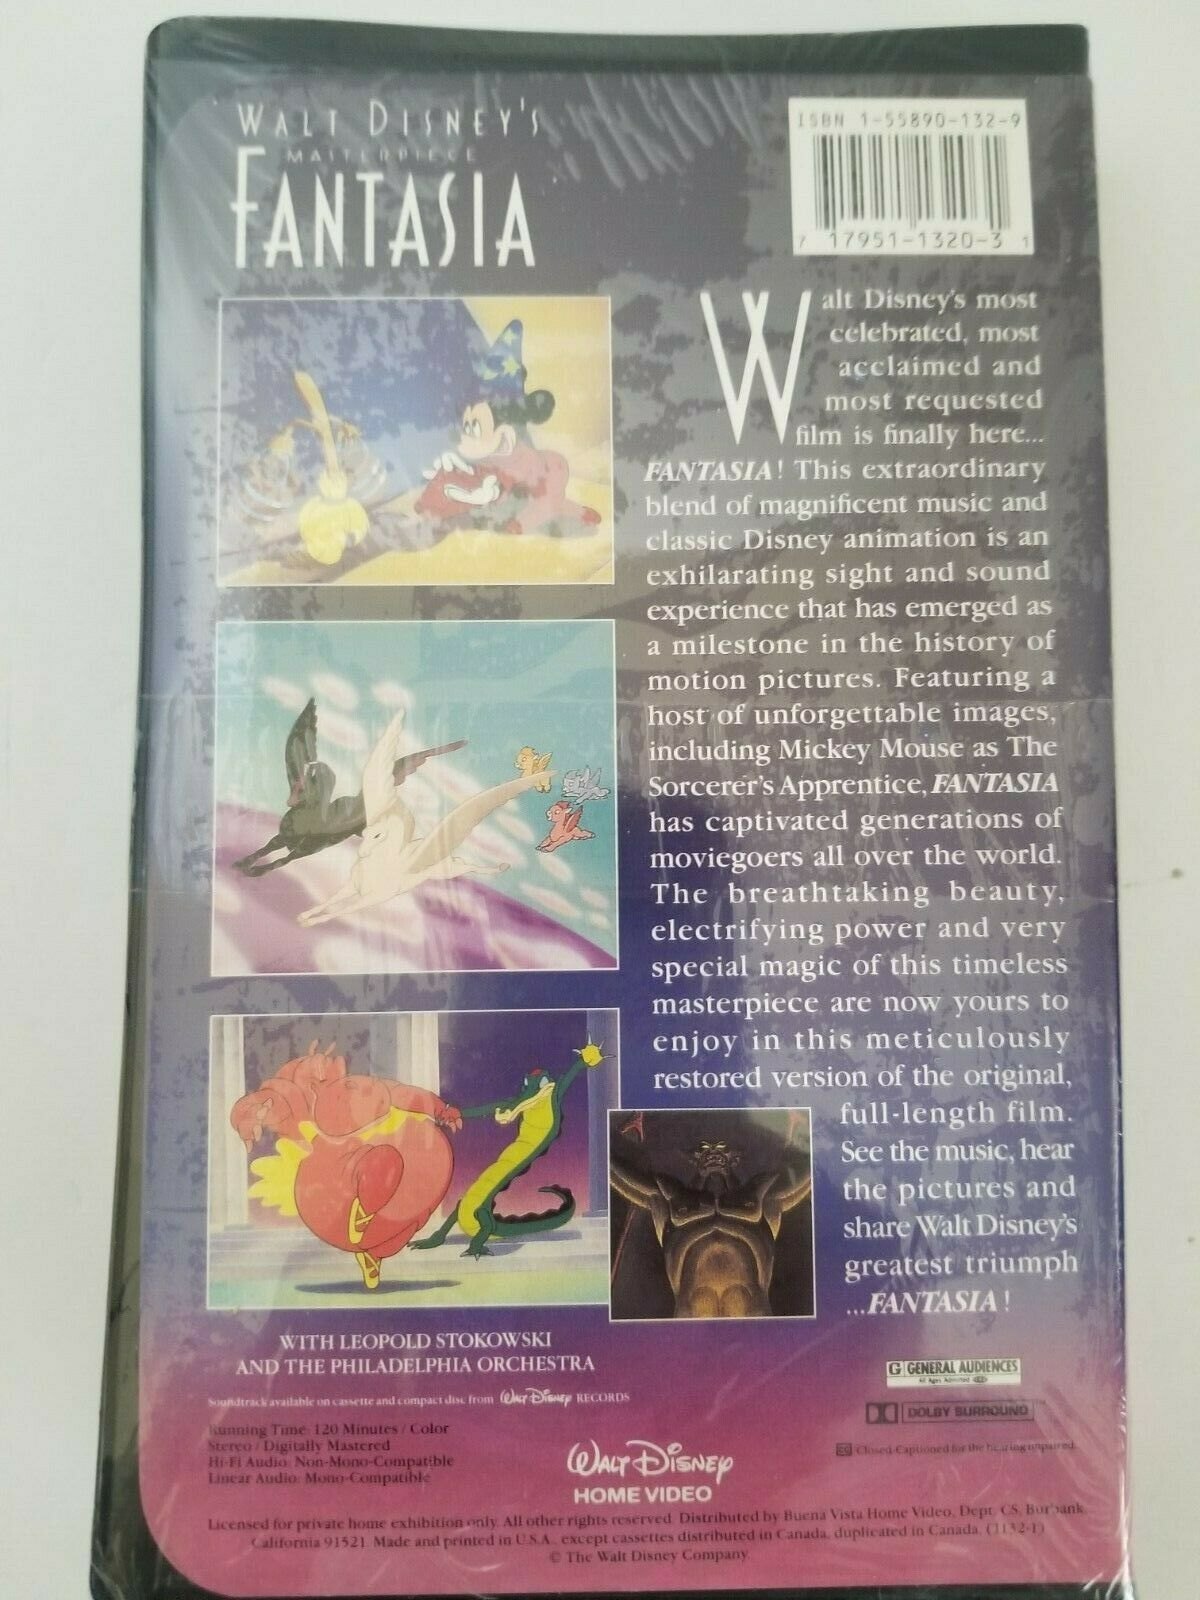 WALT DISNEY'S
MASTERPIECE
FANTASIA
ISBN 1-55890-132-9
7 17951-1320-3 1
Walt Disney's most
celebrated, most
acclaimed and
most requested
film is finally here...
FANTASIA! This extraordinary
blend of magnificent music and
classic Disney animation is an
exhilarating sight and sound
experience that has emerged as
a milestone in the history of
motion pictures. Featuring a
host of unforgettable images,
including Mickey Mouse as The
Sorcerer's Apprentice, FANTASIA
has captivated generations of
moviegoers all over the world.
The breathtaking beauty,
electrifying power and very
special magic of this timeless
masterpiece are now yours to
enjoy in this meticulously
restored version of the original,
full-length film.
See the music, hear
the pictures and
share Walt Disney's
greatest triumph
...FANTASIA!
WITH LEOPOLD STOKOWSKI
AND THE PHILADELPHIA ORCHESTRA
Soundtrack available on cassette and compact disc from Walt Disney RECORDS
Running Time: 120 Minutes / Color
Stereo / Digitally Mastered
Hi-Fi Audio: Non-Mono-Compatible
Linear Audio: Mono-Compatible
G GENERAL AUDIENCES
All Ages Admitted
DOLBY SURROUND
CC Closed-Captioned for the hearing impaired.
WALT DISNEY
HOME VIDEO
Licensed for private home exhibition only. All other rights reserved. Distributed by Buena Vista Home Video, Dept. CS, Burbank,
California 91521. Made and printed in U.S.A., except cassettes distributed in Canada, duplicated in Canada. (1132-1)
© The Walt Disney Company